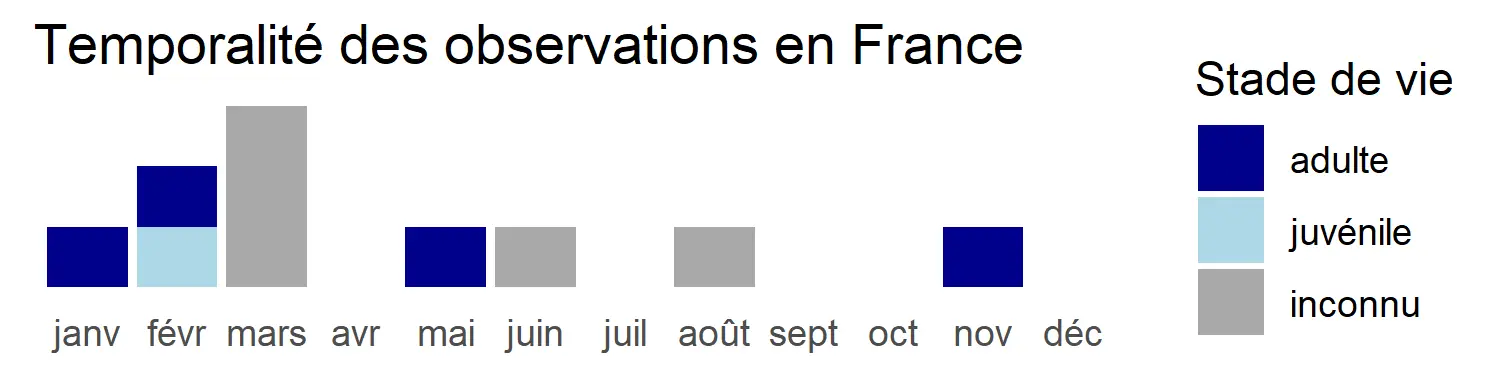 Temporalité des observations en France
Stade de vie
adulte
juvénile
inconnu
janv févr mars avr mai juin juil août sept oct nov déc